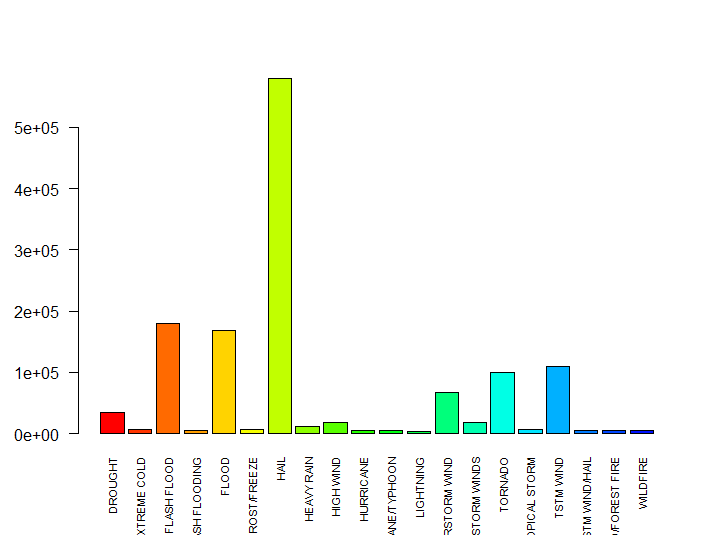 5e+05
4e+05
3e+05
2e+05
1e+05
0e+00
DROUGHT
XTREME COLD
FLASH FLOOD
SH FLOODING
FLOOD
ROST/FREEZE
HAIL
HEAVY RAIN
HIGH WIND
HURRICANE
ANE/TYPHOON
LIGHTNING
RSTORM WIND
STORM WINDS
TORNADO
OPICAL STORM
TSTM WIND
STM WIND/HAIL
D/FOREST FIRE
WILDFIRE